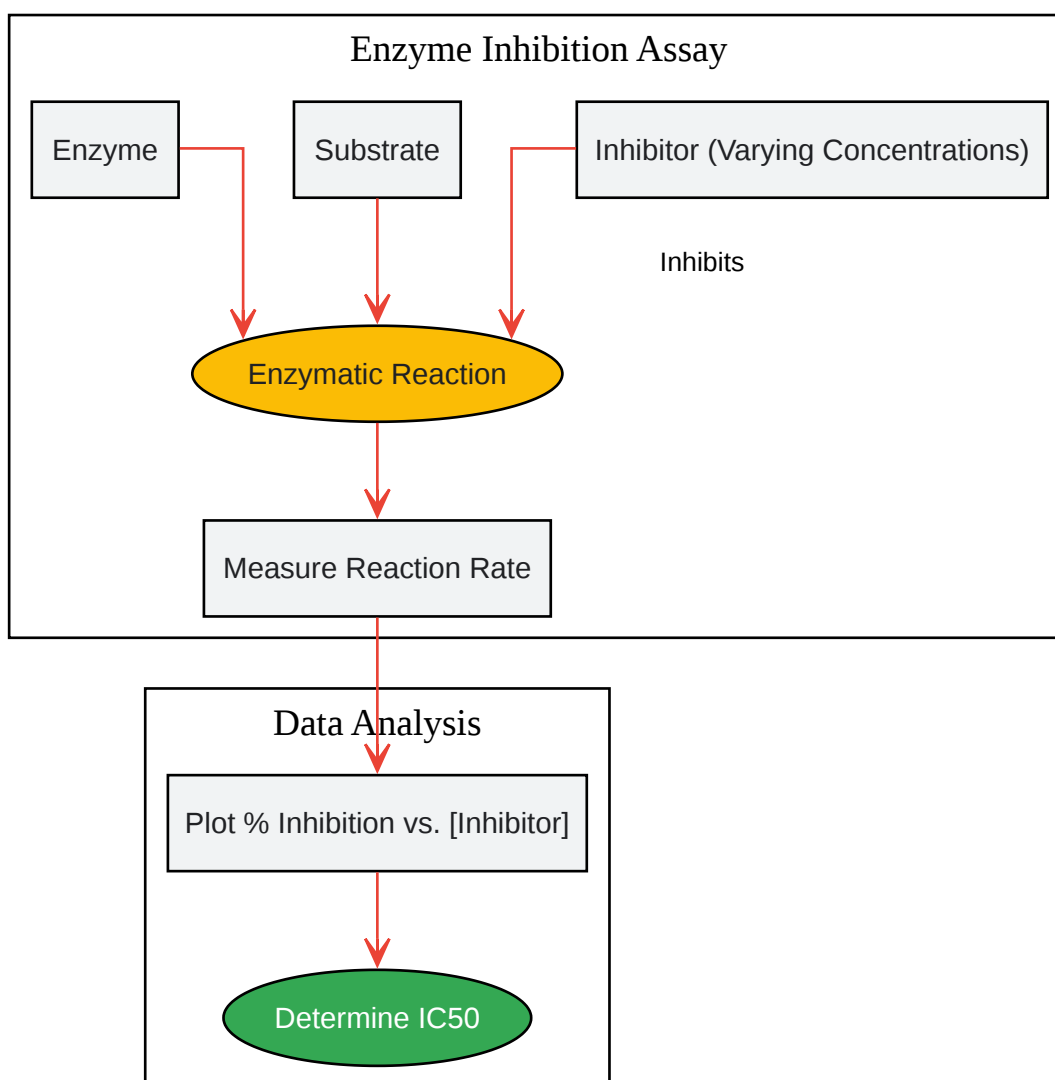 Enzyme Inhibition Assay
Enzyme
Substrate
Inhibitor (Varying Concentrations)
Inhibits
Enzymatic Reaction
Measure Reaction Rate
Data Analysis
Plot % Inhibition vs. [Inhibitor]
Determine IC50